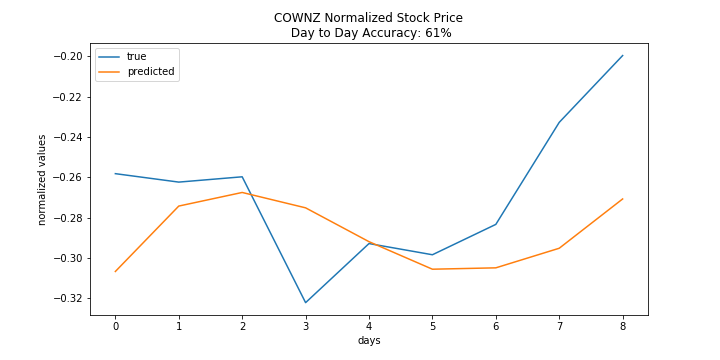 COWNZ Normalized Stock Price
Day to Day Accuracy: 61%
true
predicted
normalized values
−0.20
−0.22
−0.24
−0.26
−0.28
−0.30
−0.32
0 1 2 3 4 5 6 7 8
days